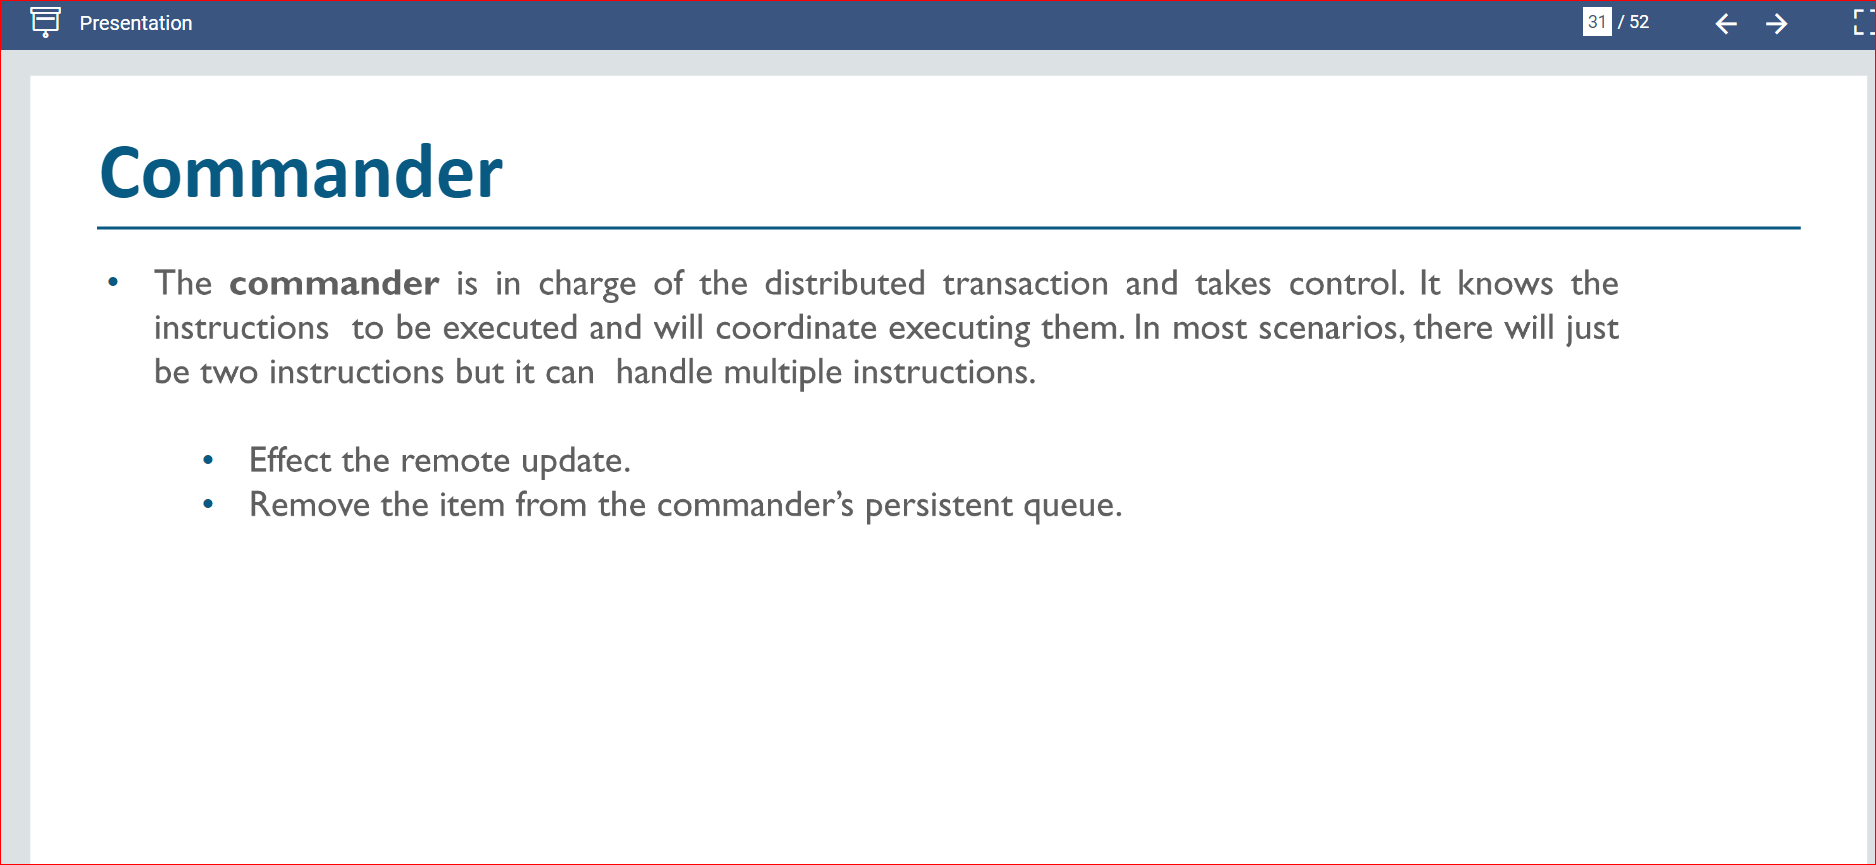 Presentation
31 / 52
Commander
• The commander is in charge of the distributed transaction and takes control. It knows the
instructions to be executed and will coordinate executing them. In most scenarios, there will just
be two instructions but it can handle multiple instructions.
• Effect the remote update.
• Remove the item from the commander’s persistent queue.